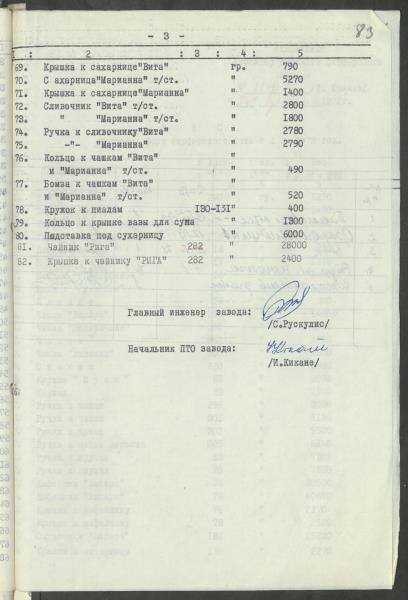 83
- 3 -
1 : 2 : 3 : 4 : 5
69. Крышка к сахарнице"Вита" гр. 790
70. С ахарница"Марианна" т/ст. " 5270
71. Крышка к сахарнице"Марианна" " 1400
72. Сливочник "Вита" т/ст. " 2800
73. " "Марианна" т/ст. " 1800
74. Ручка к сливочнику"Вита" " 2780
75. -"- "Марианна" " 2790
76. Кольцо к чашкам "Вита"
и "Марианна" т/ст. " 490
77. Бомза к чашкам "Вита"
и "Марианна" т/ст. " 520
78. Кружок к пиалам 130-131" 400
79. Кольцо к крышке вазы для супа " 1300
80. Подставка под сухарницу " 6000
81. Чайник "Рига" 282 " 28000
82. Крышка к чайнику "РИГА" 282 " 2400
Главный инженер завода:
/С.Рускулис/
Начальник ПТО завода:
/И.Кикане/